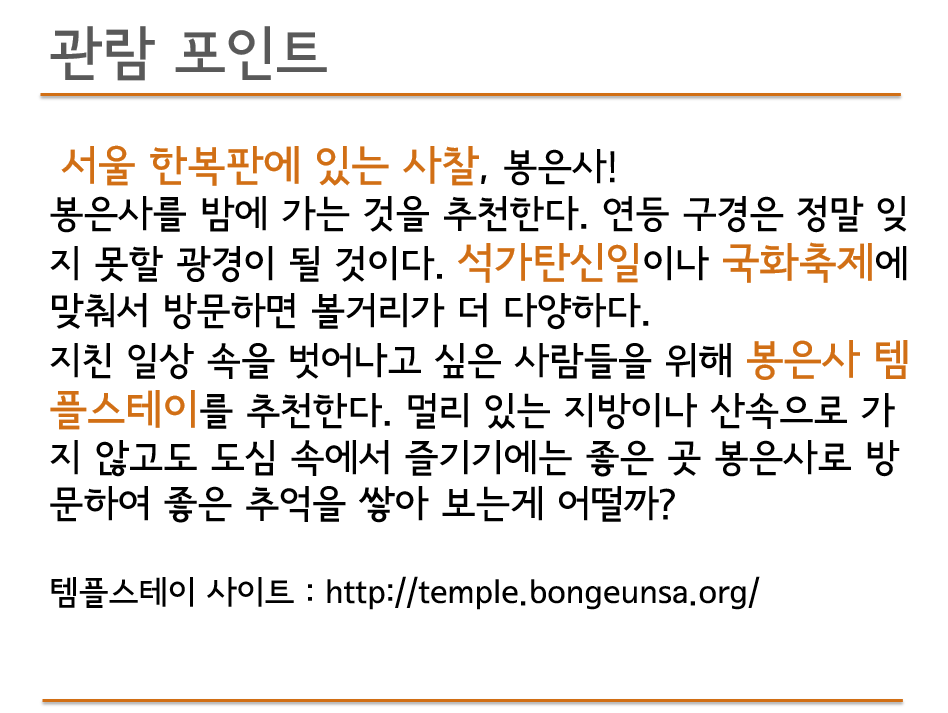 관람 포인트
서울 한복판에 있는 사찰, 봉은사!
봉은사를 밤에 가는 것을 추천한다. 연등 구경은 정말 잊
지 못할 광경이 될 것이다. 석가탄신일이나 국화축제에
맞춰서 방문하면 볼거리가 더 다양하다.
지친 일상 속을 벗어나고 싶은 사람들을 위해 봉은사 템
플스테이를 추천한다. 멀리 있는 지방이나 산속으로 가
지 않고도 도심 속에서 즐기기에는 좋은 곳 봉은사로 방
문하여 좋은 추억을 쌓아 보는게 어떨까?
템플스테이 사이트 : http://temple.bongeunsa.org/